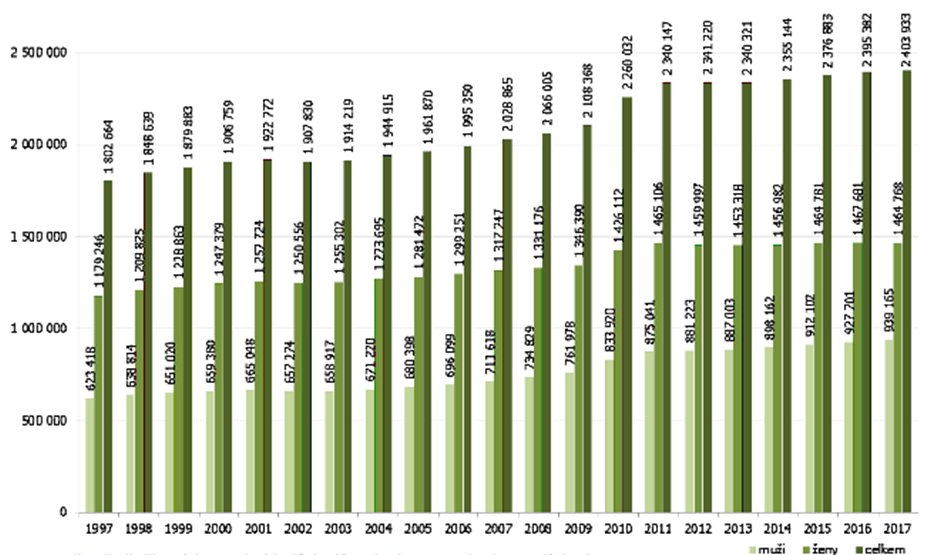 2 500 000
2 000 000
1 500 000
1 000 000
500 000
0
623 418
1 179 246
1 802 664
638 814
1 209 825
1 848 639
651 020
1 228 863
1 879 883
659 380
1 247 379
1 906 759
665 048
1 257 724
1 922 772
657 274
1 250 556
1 907 830
658 917
1 255 302
1 914 219
671 220
1 273 695
1 944 915
680 398
1 281 472
1 961 870
696 099
1 299 251
1 995 350
711 618
1 317 247
2 028 865
734 829
1 331 176
2 066 005
761 978
1 346 390
2 108 368
833 920
1 426 112
2 260 032
875 041
1 465 106
2 340 147
881 223
1 459 997
2 341 220
887 003
1 453 318
2 340 321
898 162
1 456 982
2 355 144
912 102
1 464 781
2 376 883
927 701
1 467 681
2 395 382
939 165
1 464 768
2 403 933
1997 1998 1999 2000 2001 2002 2003 2004 2005 2006 2007 2008 2009 2010 2011 2012 2013 2014 2015 2016 2017
muži ženy celkem